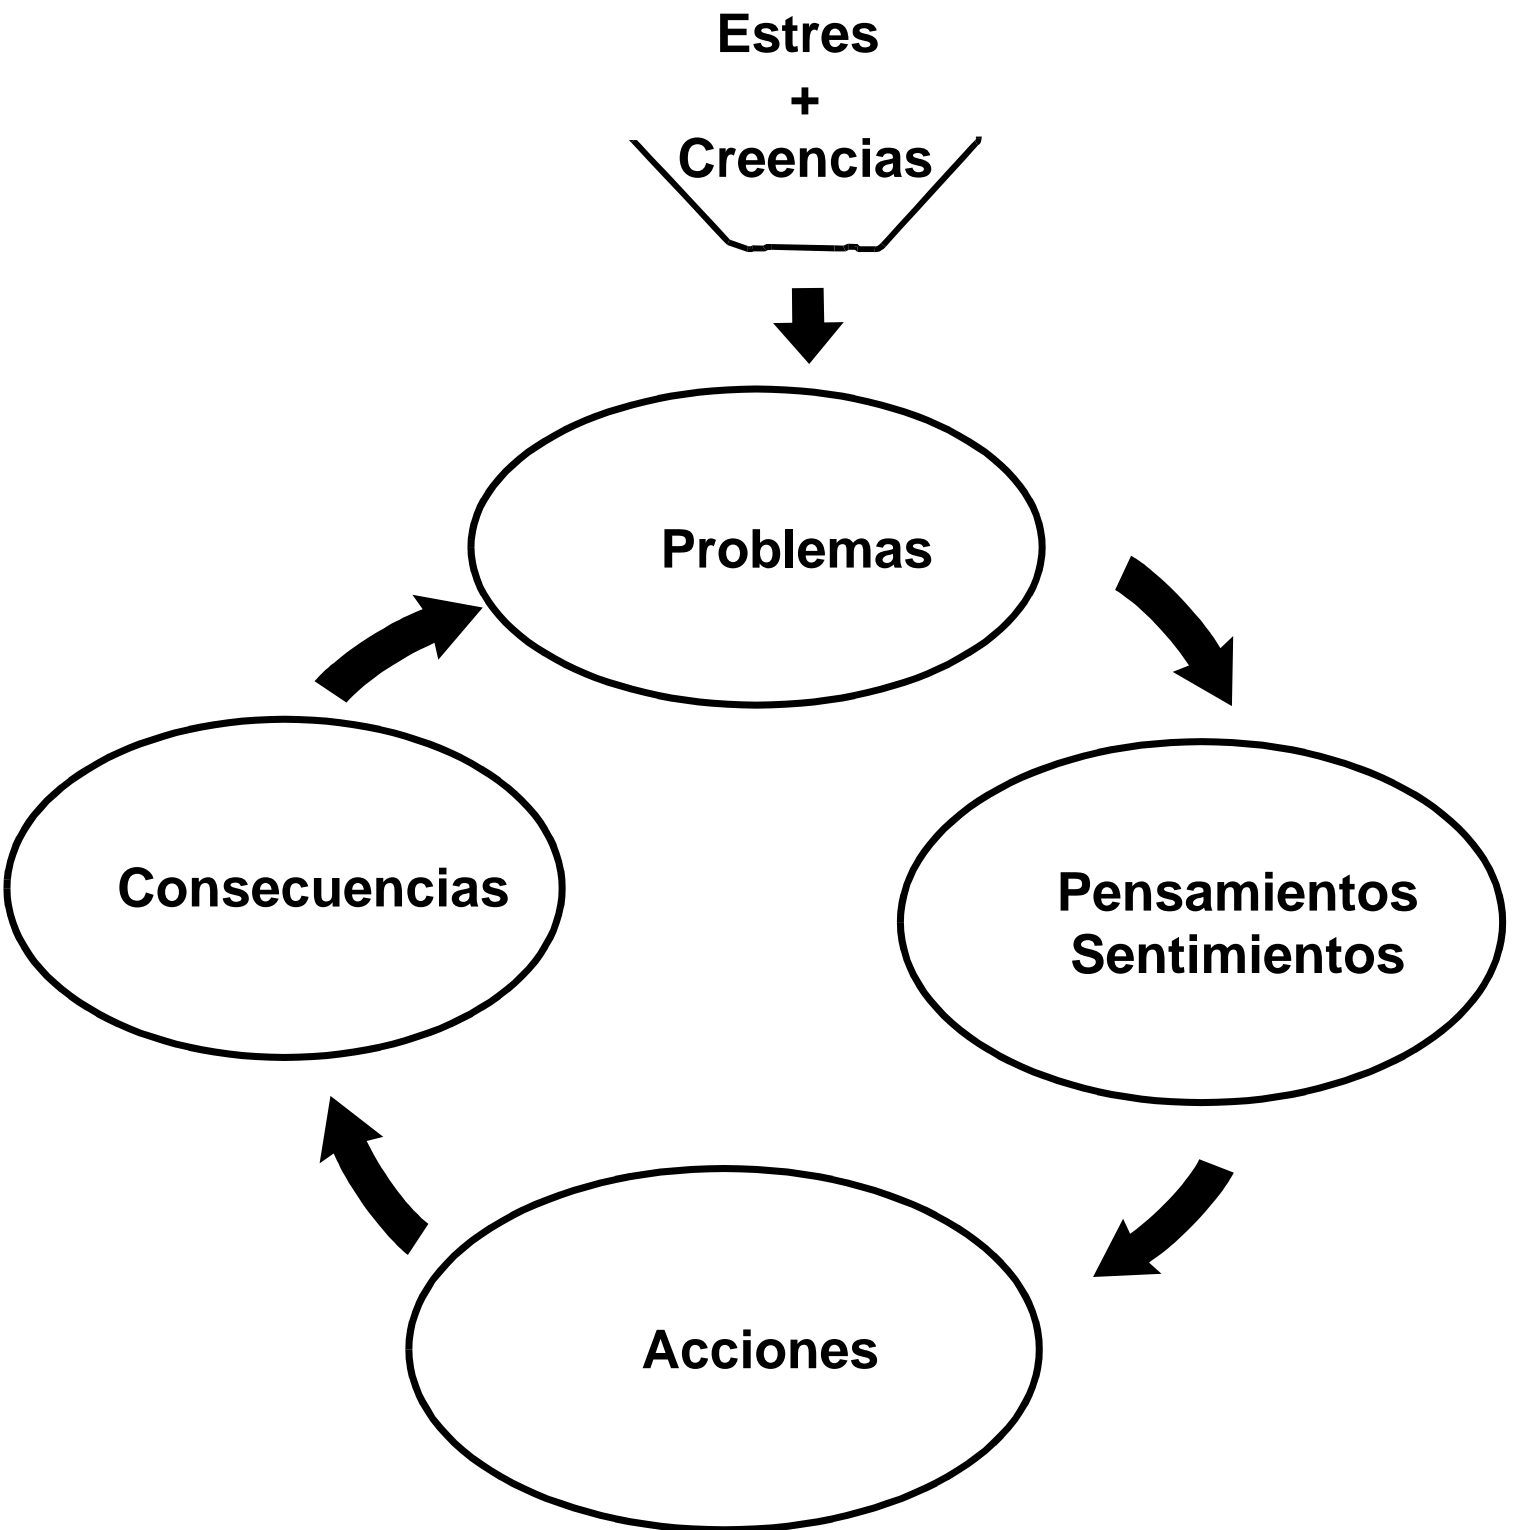 Estres
+
Creencias
Problemas
Consecuencias
Pensamientos
Sentimientos
Acciones